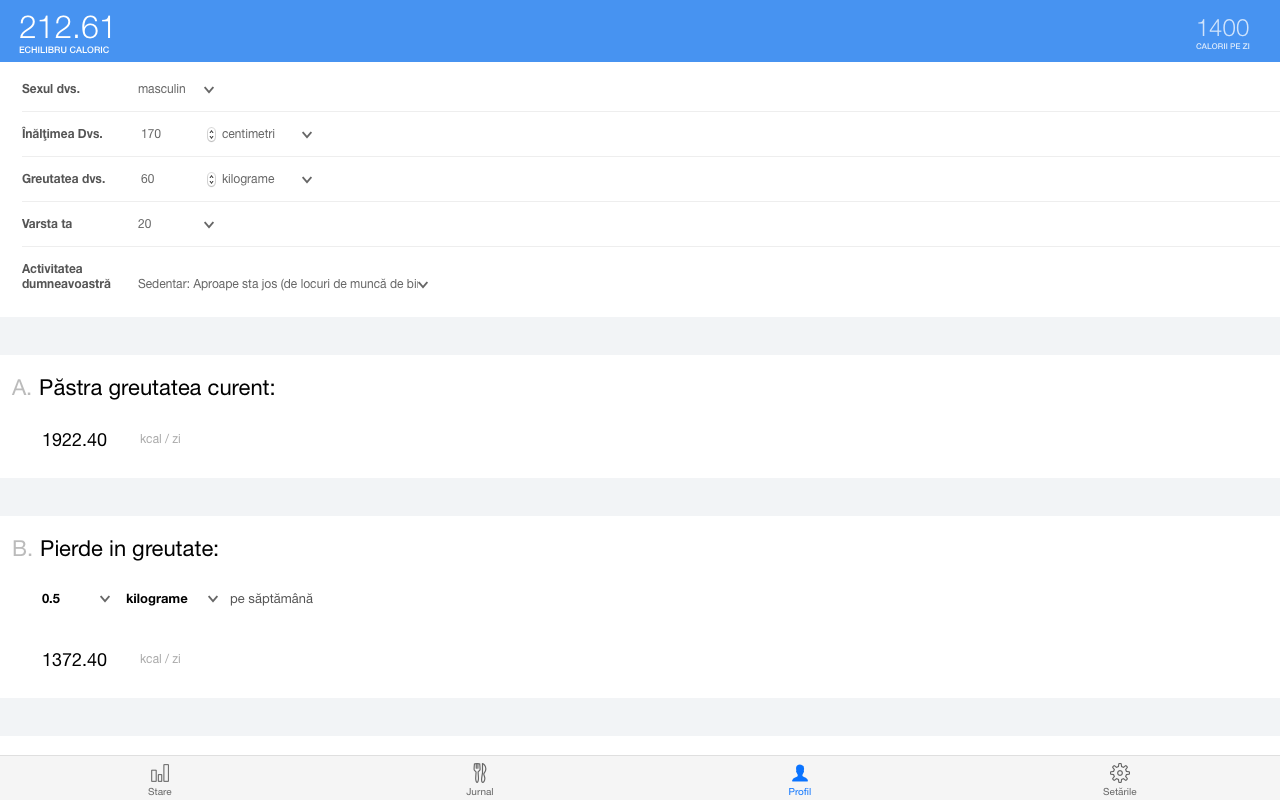 212.61
ECHILIBRU CALORIC
1400
CALORII PE ZI
Sexul dvs. masculin
Înălţimea Dvs. 170 centimetri
Greutatea dvs. 60 kilograme
Varsta ta 20
Activitatea
dumneavoastră Sedentar: Aproape sta jos (de locuri de muncă de bi
A. Păstra greutatea curent:
1922.40 kcal / zi
B. Pierde in greutate:
0.5 kilograme pe săptămână
1372.40 kcal / zi
Stare Jurnal Profil Setările